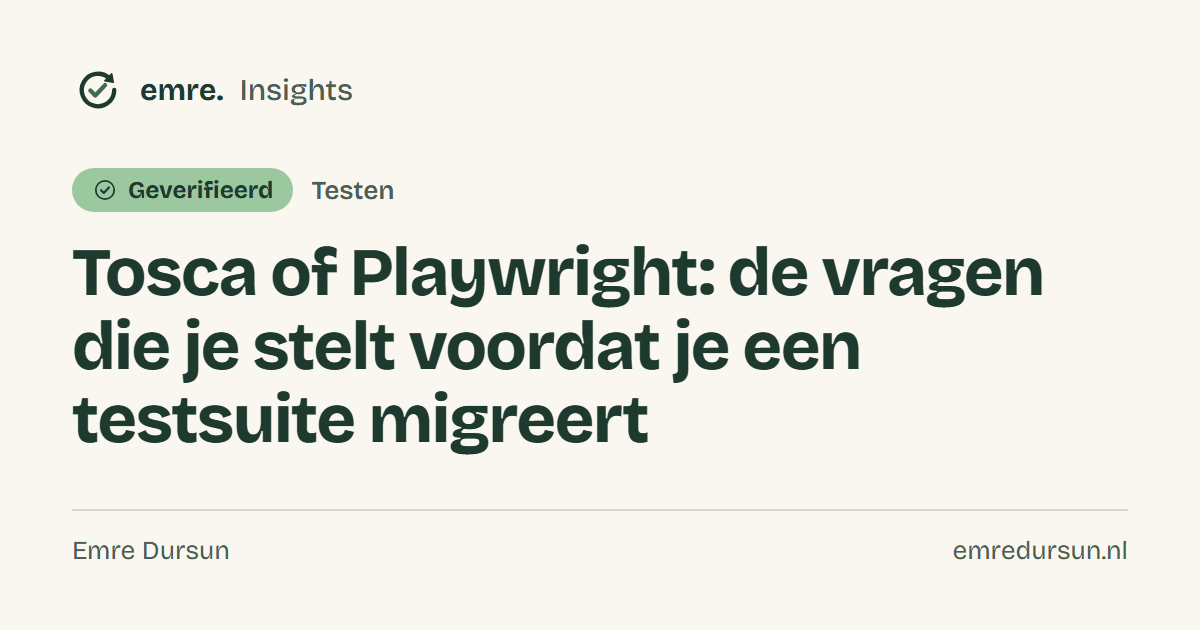 emre. Insights
Geverifieerd Testen
Tosca of Playwright: de vragen
die je stelt voordat je een
testsuite migreert
Emre Dursun emredursun.nl